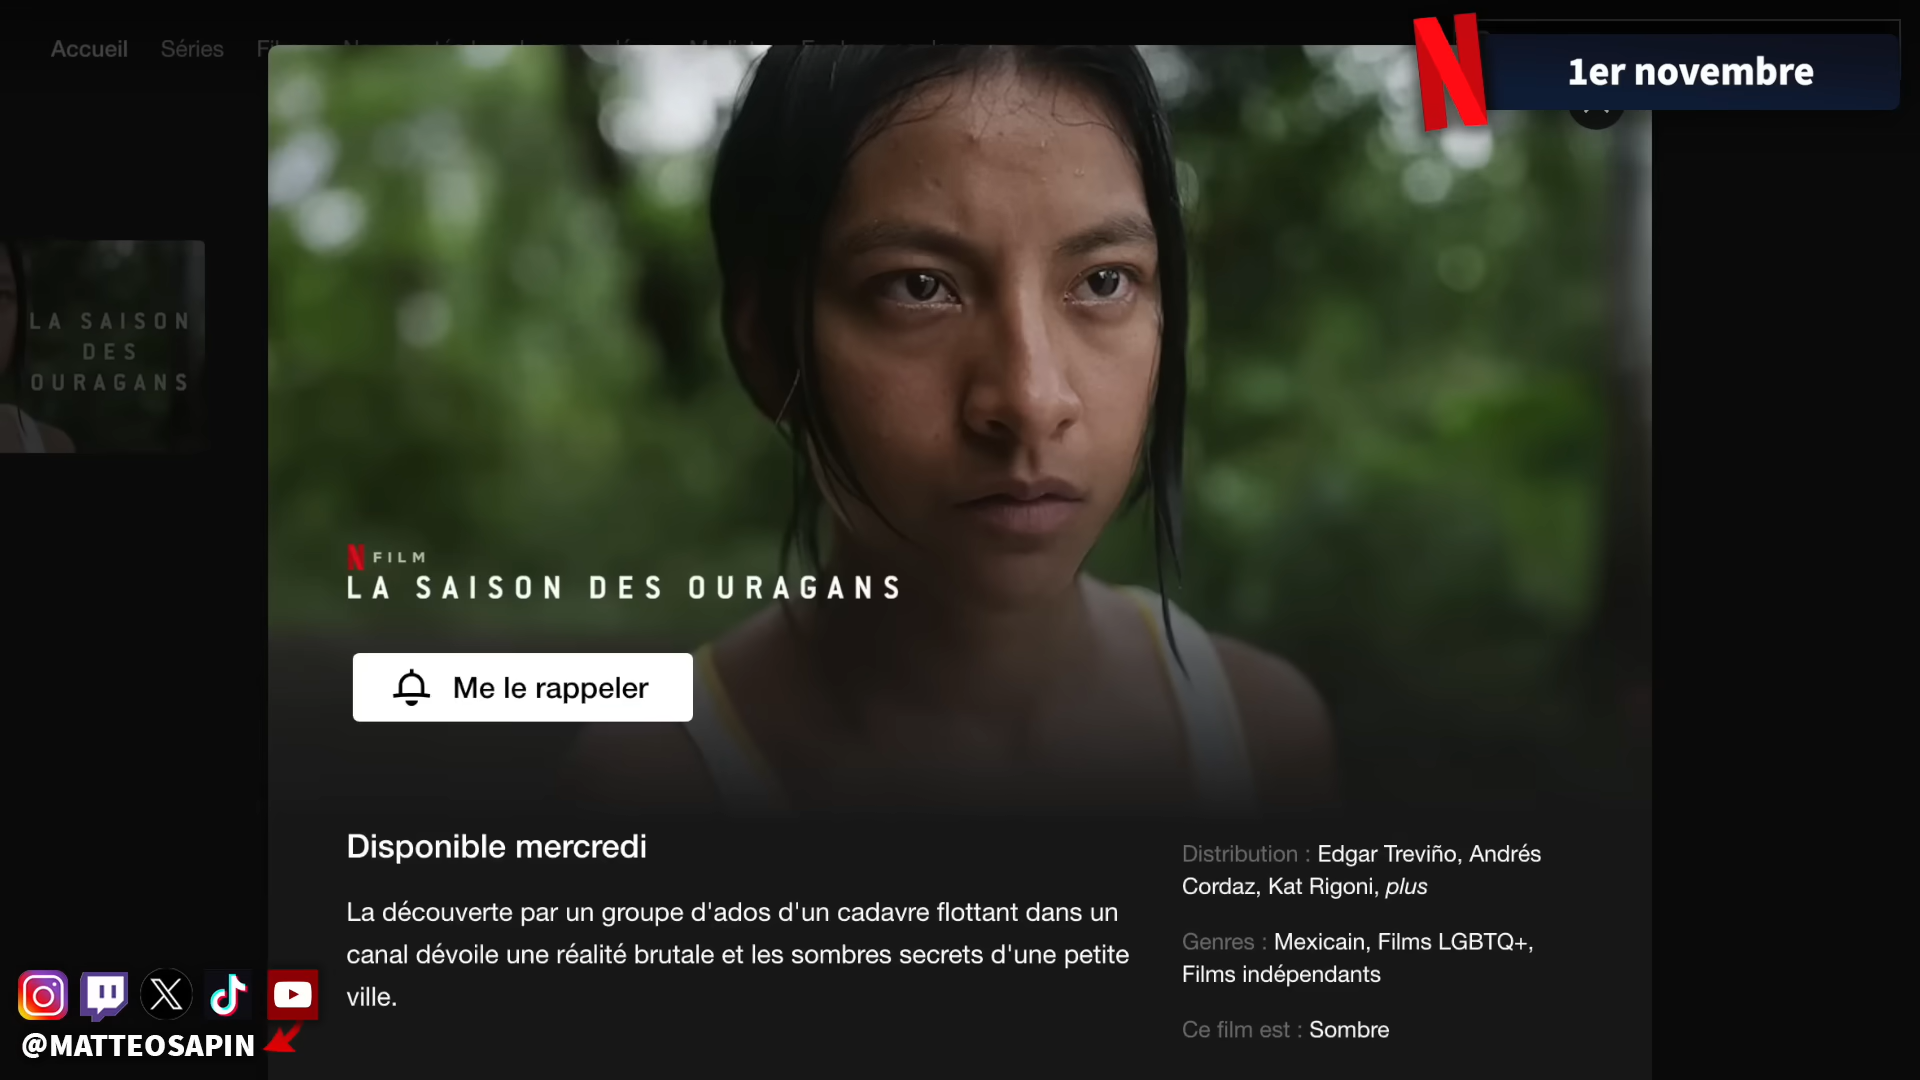 Accueil Séries
1er novembre
LA SAISON
DES
OURAGANS
N FILM
LA SAISON DES OURAGANS
Me le rappeler
Disponible mercredi
La découverte par un groupe d'ados d'un cadavre flottant dans un
canal dévoile une réalité brutale et les sombres secrets d'une petite
ville.
Distribution : Edgar Treviño, Andrés
Cordaz, Kat Rigoni, plus
Genres : Mexicain, Films LGBTQ+,
Films indépendants
Ce film est : Sombre
@MATTEOSAPIN